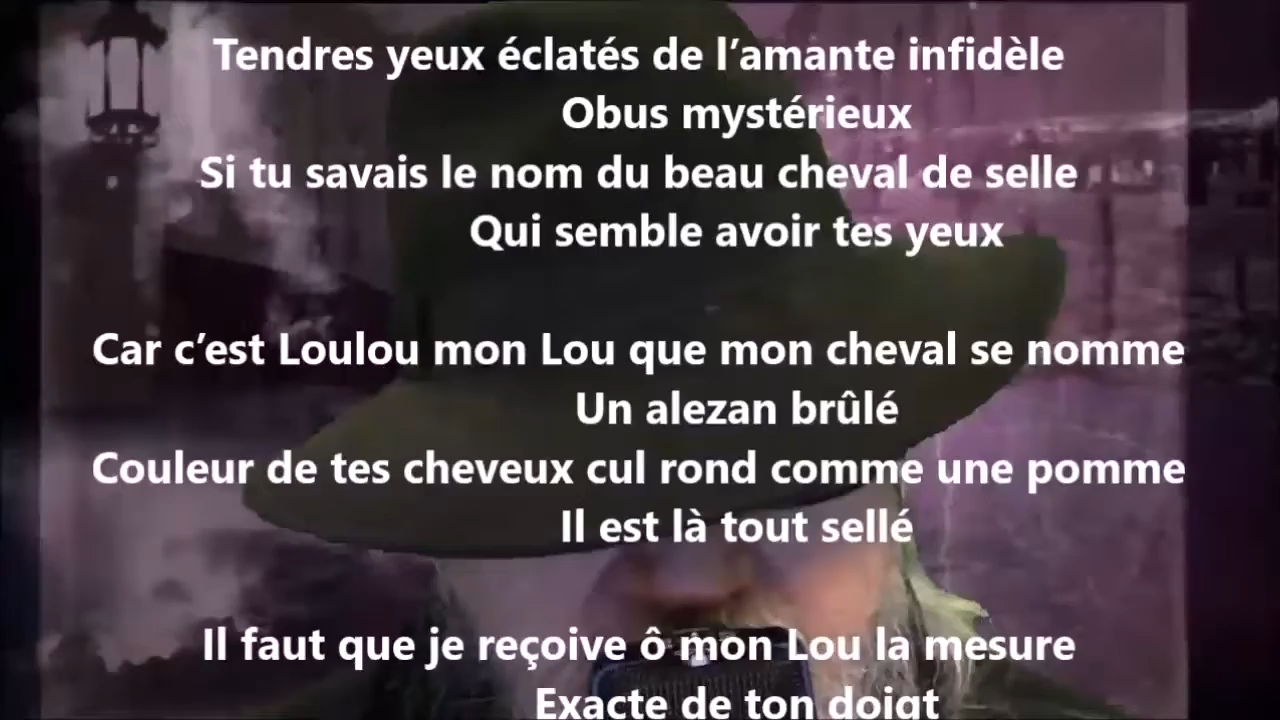 Tendres yeux éclatés de l’amante infidèle
Obus mystérieux
Si tu savais le nom du beau cheval de selle
Qui semble avoir tes yeux
Car c’est Loulou mon Lou que mon cheval se nomme
Un alezan brûlé
Couleur de tes cheveux cul rond comme une pomme
Il est là tout sellé
Il faut que je reçoive ô mon Lou la mesure
Exacte de ton doigt